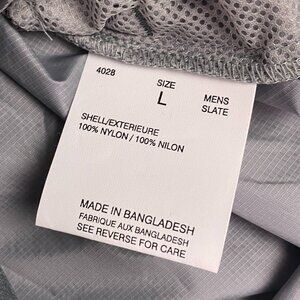 4028
SIZE
L
MENS
SLATE
SHELL/EXTERIEURE
100% NYLON / 100% NILON
MADE IN BANGLADESH
FABRIQUE AUX BANGLADESH
SEE REVERSE FOR CARE